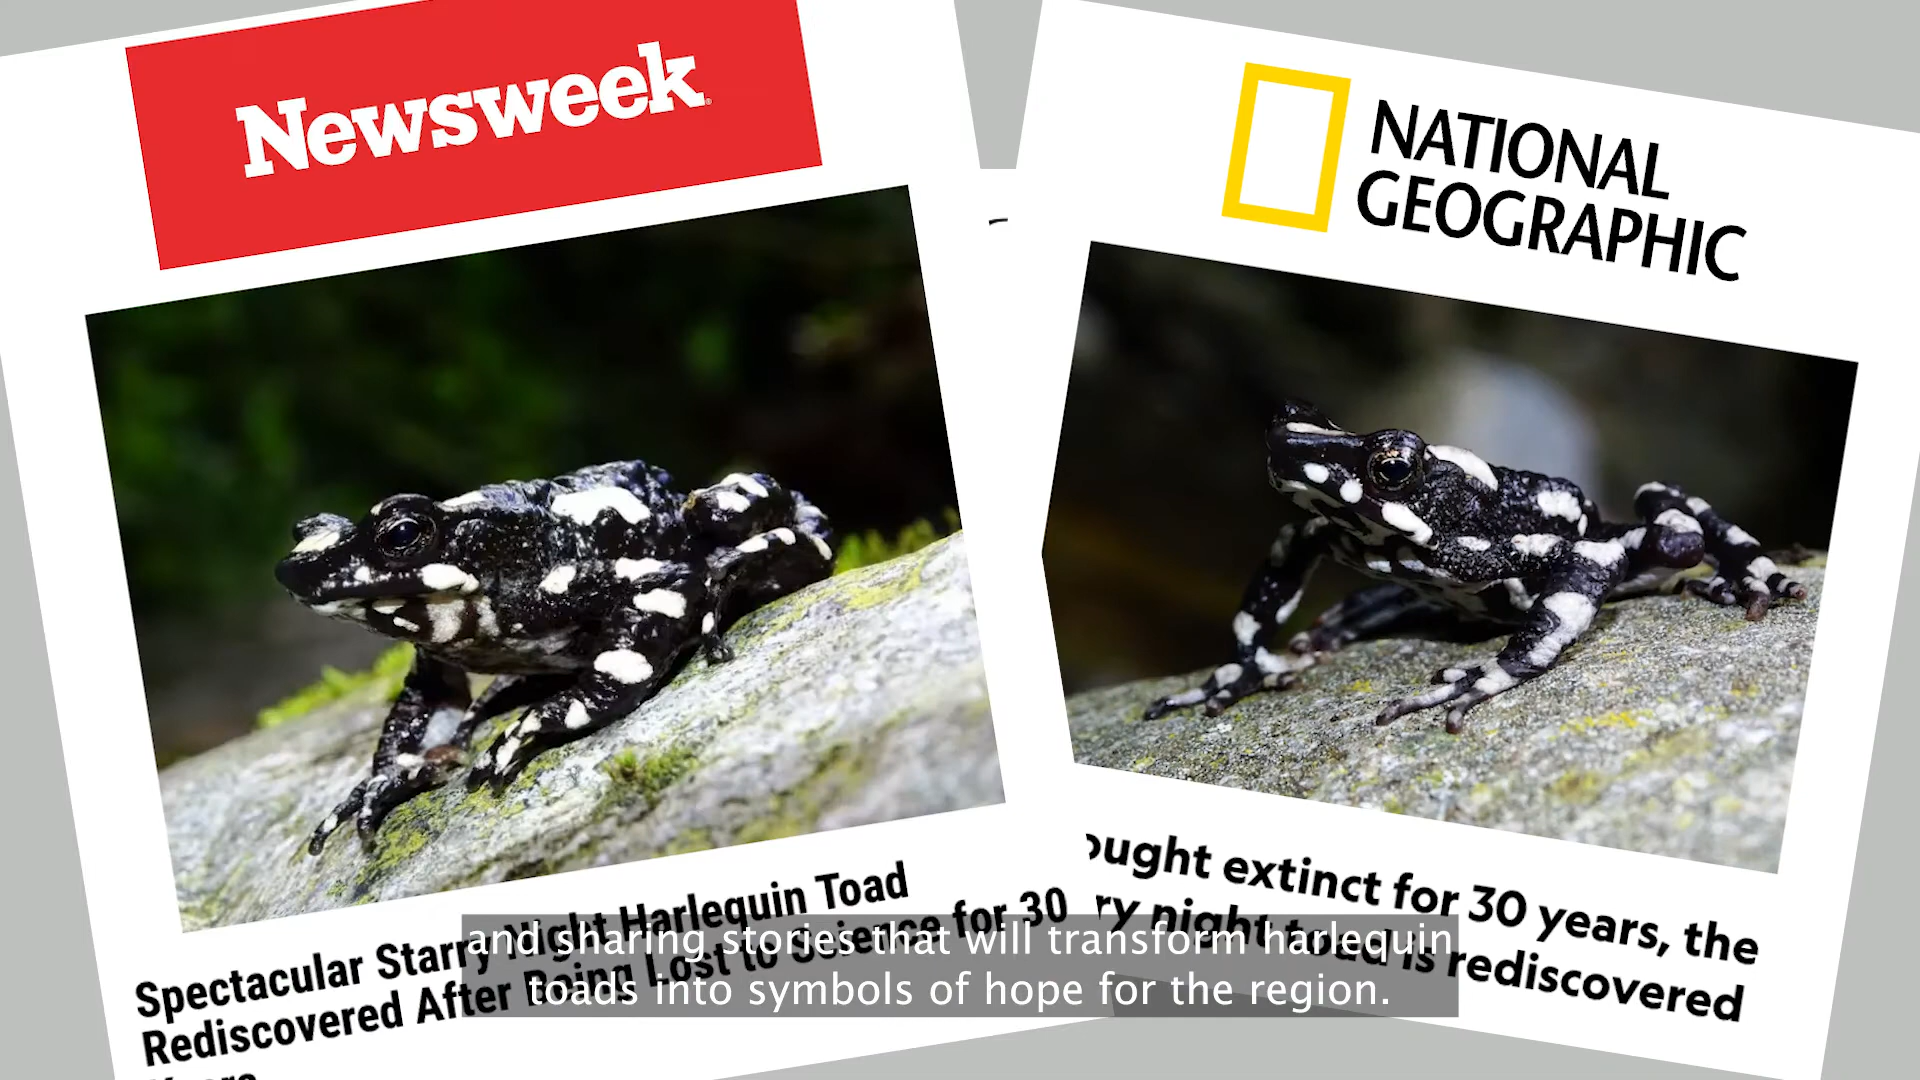 Newsweek
Spectacular Starry Night Harlequin Toad
Rediscovered After Being Lost to Science for 30
Years
NATIONAL
GEOGRAPHIC
ought extinct for 30 years, the
ry night toad is rediscovered
and sharing stories that will transform harlequin
toads into symbols of hope for the region.